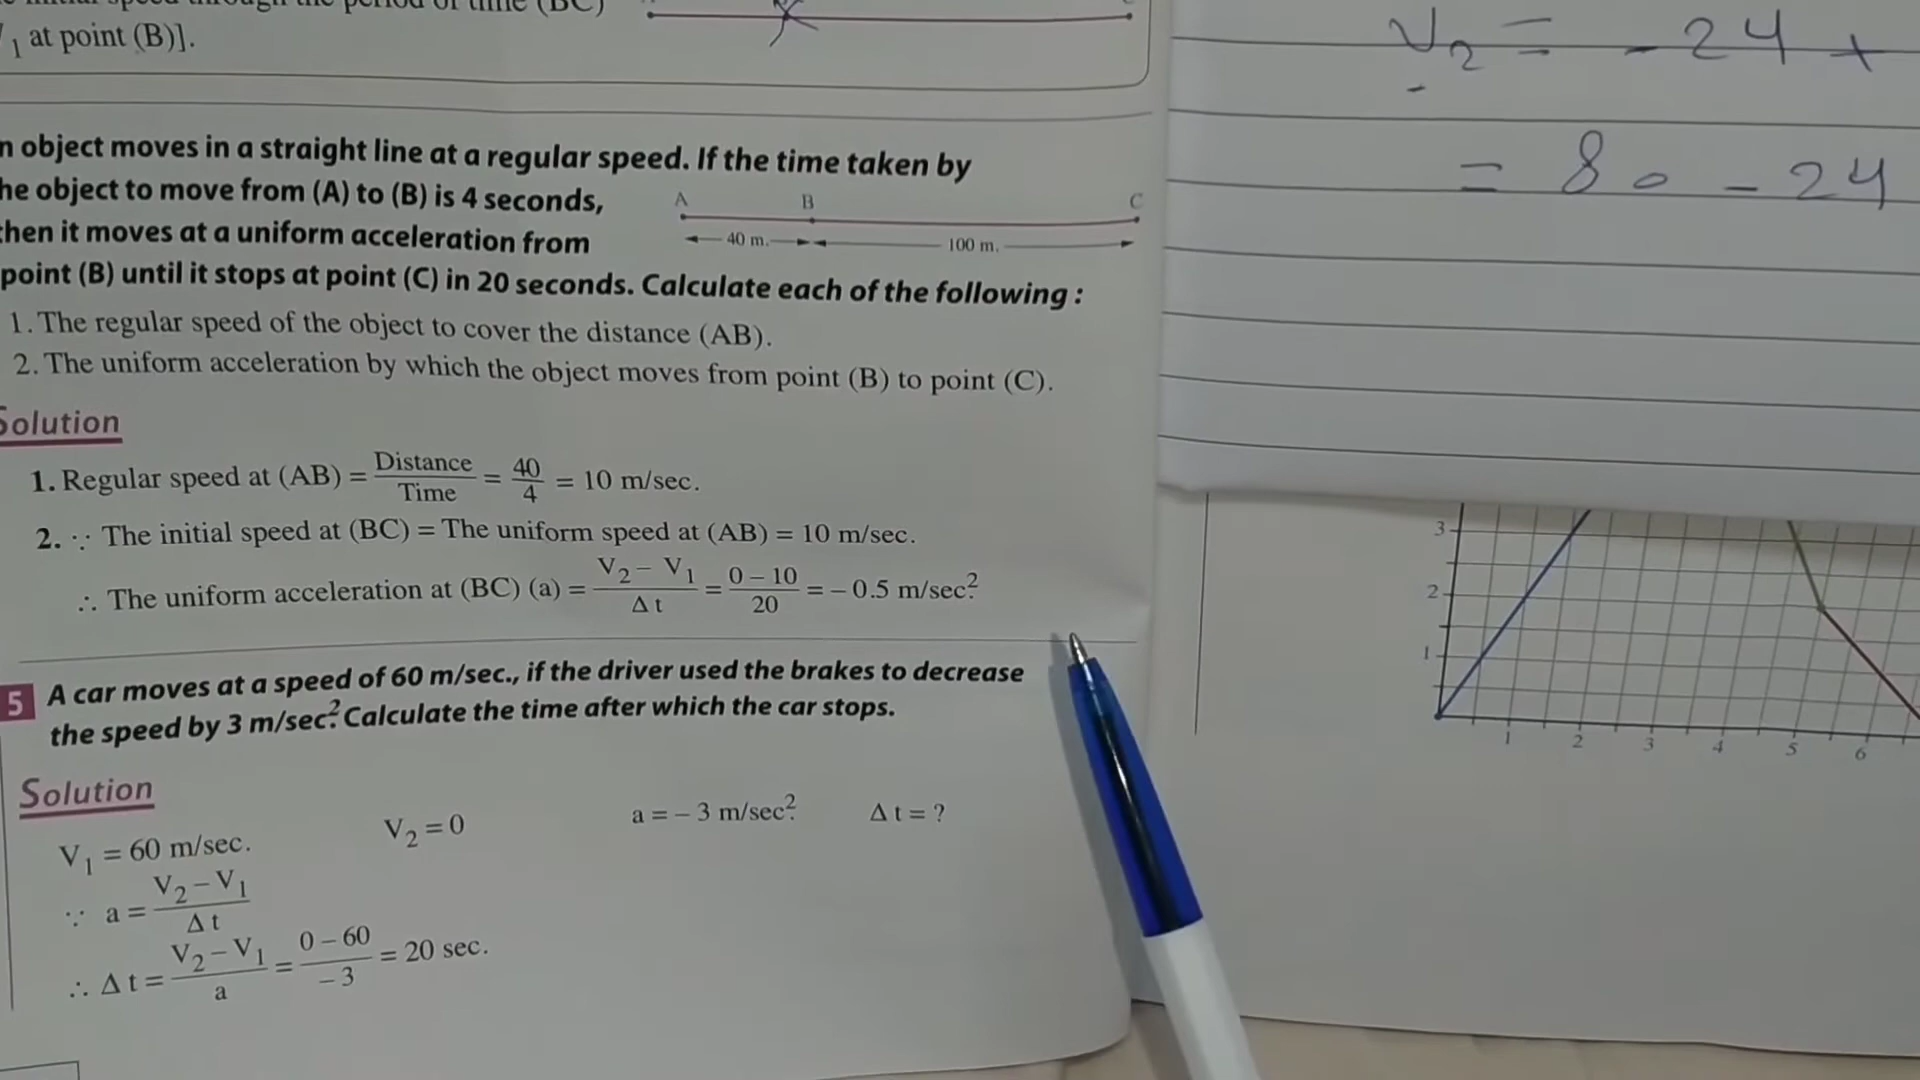 at point (B)].
1
object moves in a straight line at a regular speed. If the time taken by
object to move from (A) to (B) is 4 seconds,
then it moves at a uniform acceleration from
point (B) until it stops at point (C) in 20 seconds. Calculate each of the following :
A B C
40 m. 100 m.
1. The regular speed of the object to cover the distance (AB).
2. The uniform acceleration by which the object moves from point (B) to point (C).
Solution
1. Regular speed at (AB) = Distance / Time = 40 / 4 = 10 m/sec.
2. ∵ The initial speed at (BC) = The uniform speed at (AB) = 10 m/sec.
∴ The uniform acceleration at (BC) (a) = V₂ – V₁ / Δ t = 0 – 10 / 20 = – 0.5 m/sec².
5 A car moves at a speed of 60 m/sec., if the driver used the brakes to decrease
the speed by 3 m/sec². Calculate the time after which the car stops.
Solution
V₁ = 60 m/sec. V₂ = 0 a = – 3 m/sec². Δ t = ?
∵ a = V₂ – V₁ / Δ t
∴ Δ t = V₂ – V₁ / a = 0 – 60 / – 3 = 20 sec.
V₂ = - 24 +
= 80 - 24
3
2
1
1 2 3 4 5 6